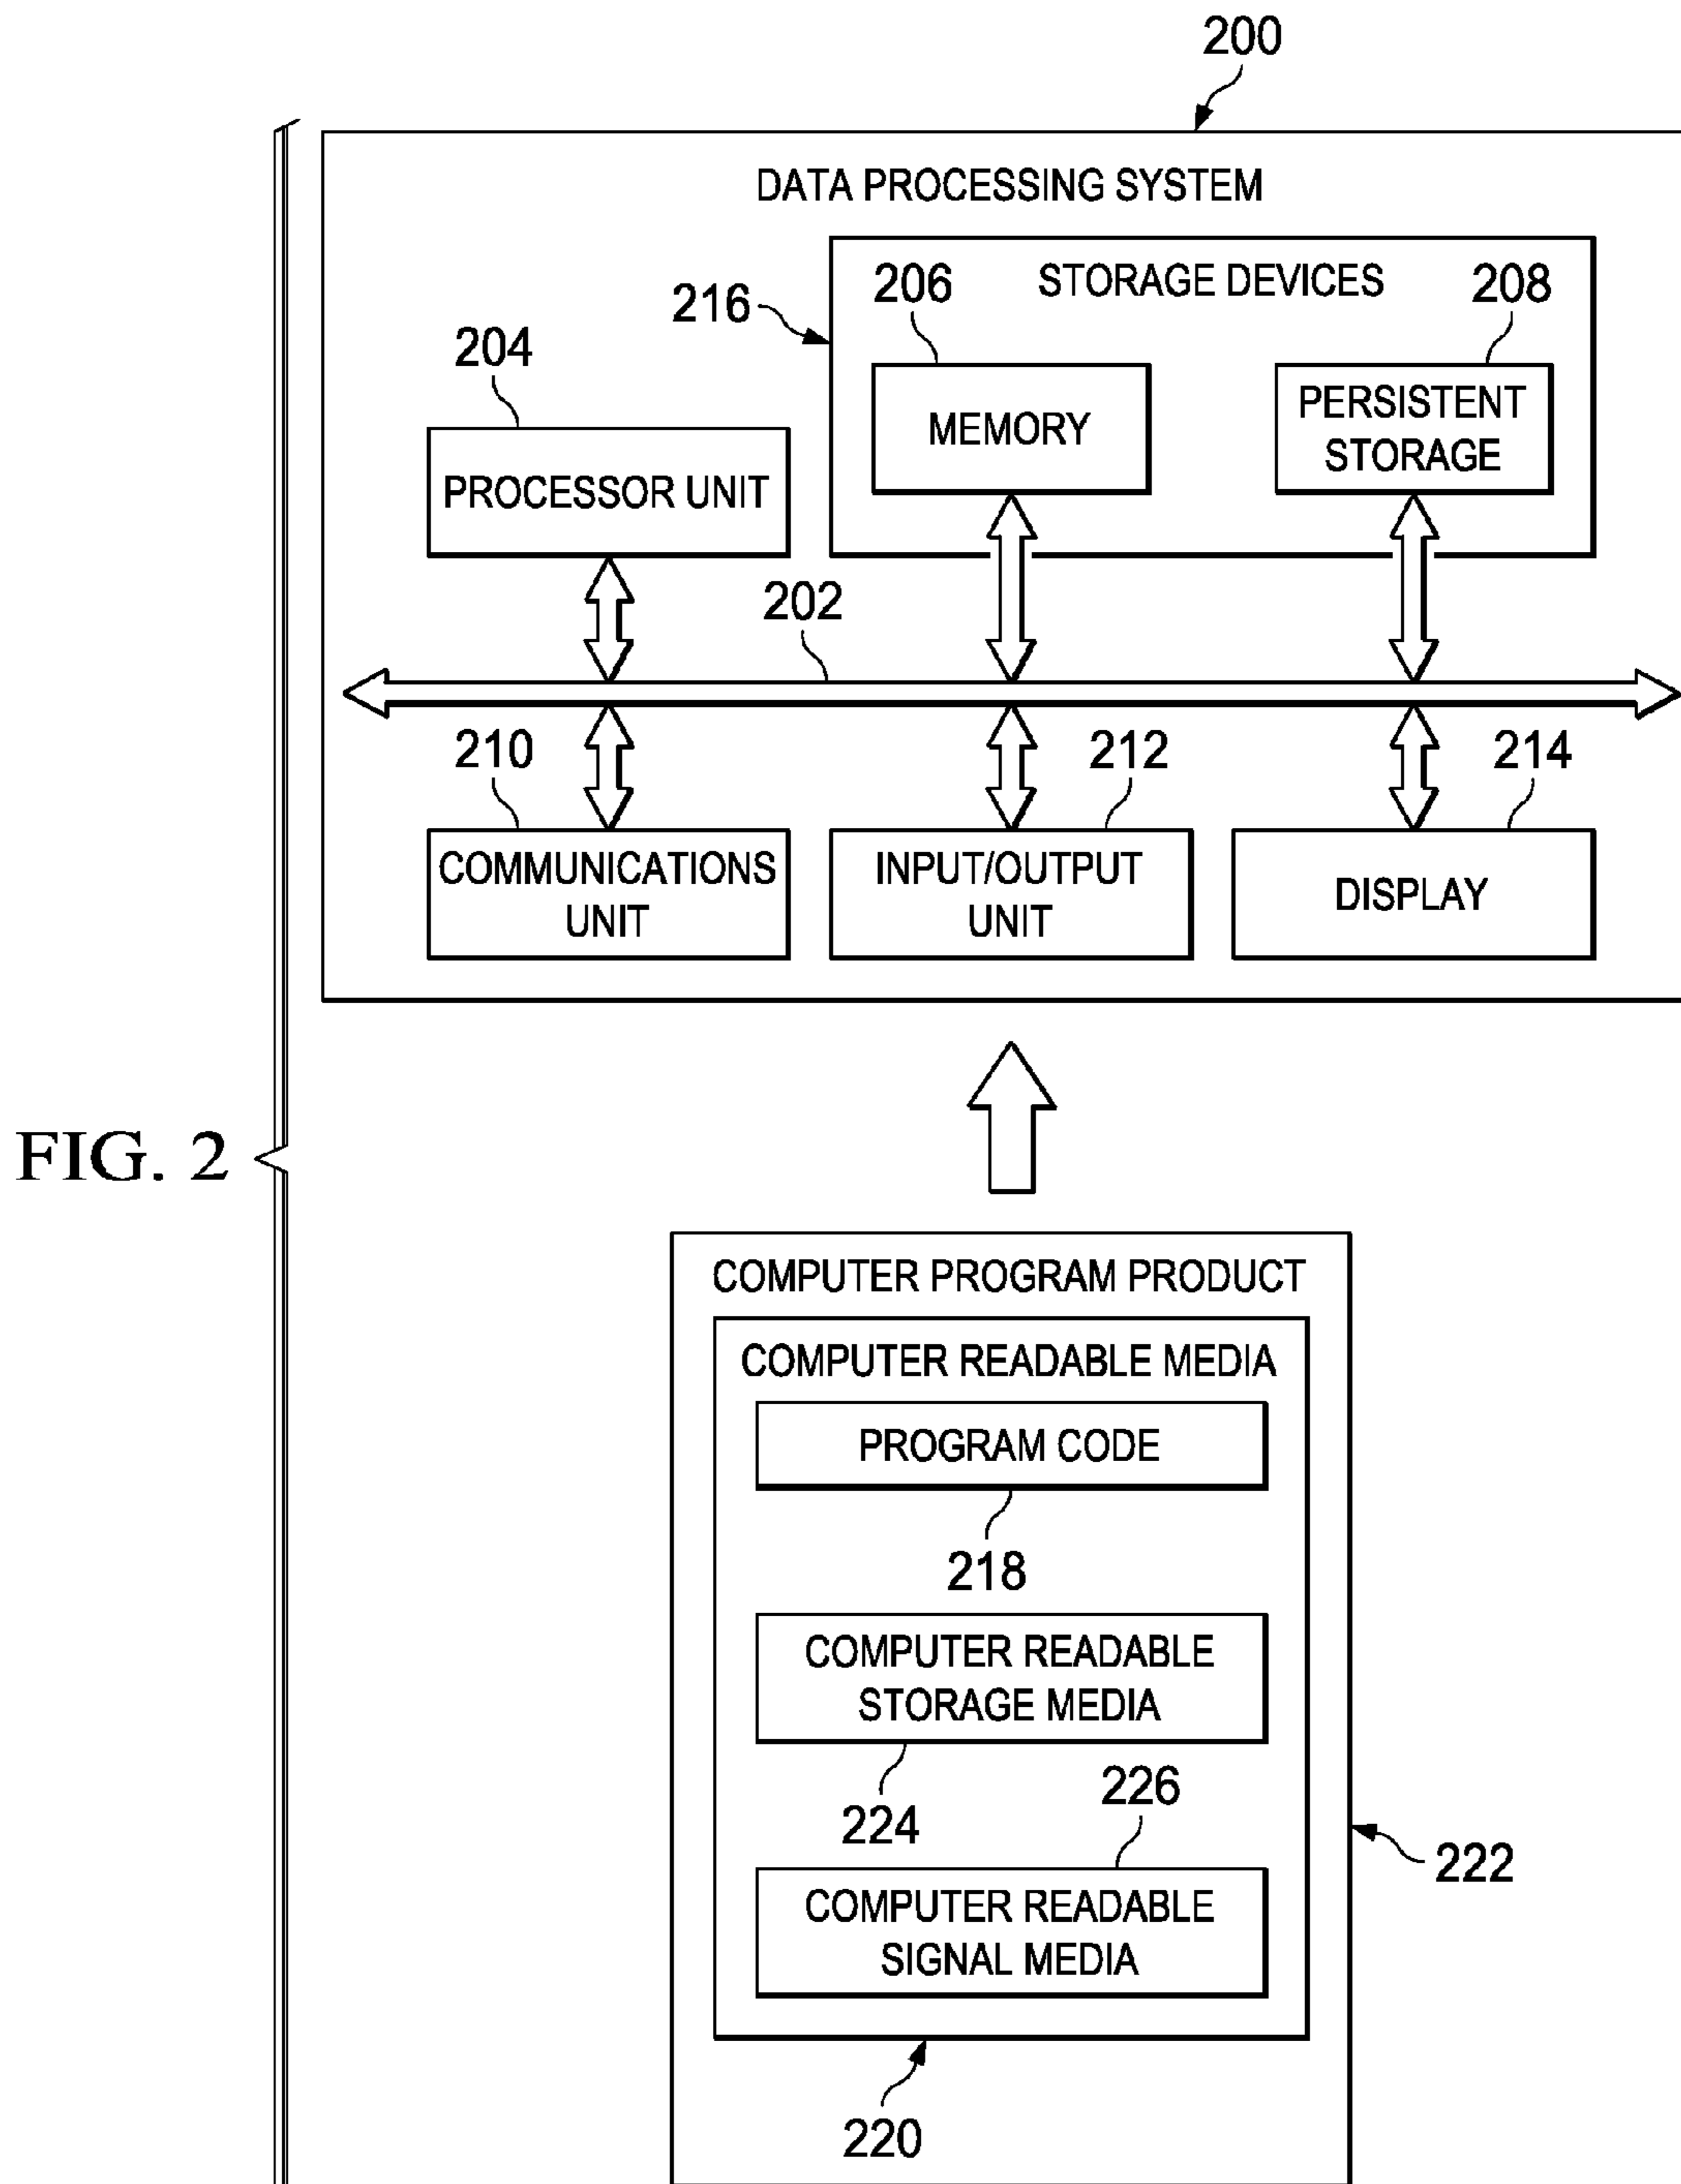 200
DATA PROCESSING SYSTEM
206
STORAGE DEVICES
208
216
204
MEMORY
PERSISTENT
STORAGE
PROCESSOR UNIT
202
210
212
214
COMMUNICATIONS
UNIT
INPUT/OUTPUT
UNIT
DISPLAY
FIG. 2
COMPUTER PROGRAM PRODUCT
COMPUTER READABLE MEDIA
PROGRAM CODE
218
COMPUTER READABLE
STORAGE MEDIA
224
226
222
COMPUTER READABLE
SIGNAL MEDIA
220